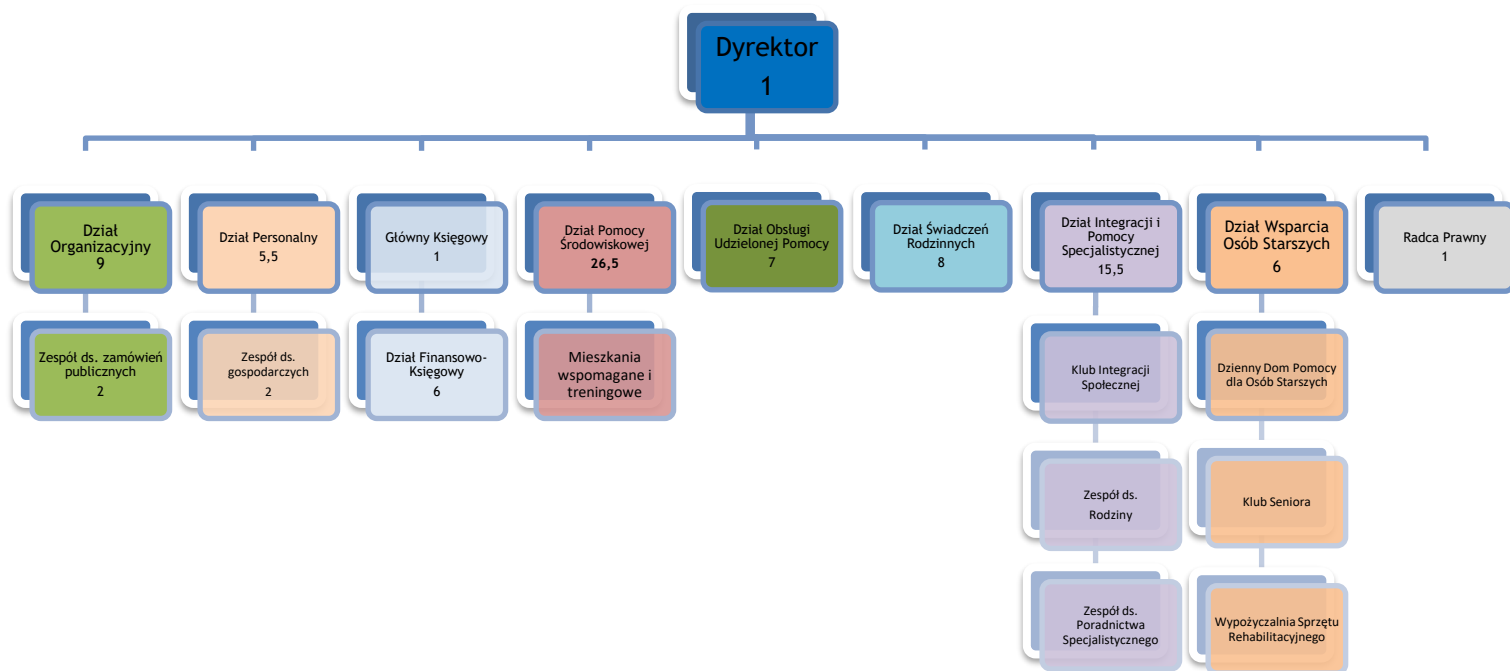 Dyrektor
1
Dział
Organizacyjny
9
Dział Personalny
5,5
Główny Księgowy
1
Dział Pomocy
Środowiskowej
26,5
Dział Obsługi
Udzielonej Pomocy
7
Dział Świadczeń
Rodzinnych
8
Dział Integracji i
Pomocy
Specjalistycznej
15,5
Dział Wsparcia
Osób Starszych
6
Radca Prawny
1
Zespół ds. zamówień
publicznych
2
Zespół ds.
gospodarczych
2
Dział Finansowo-
Księgowy
6
Mieszkania
wspomagane i
treningowe
Klub Integracji
Społecznej
Dzienny Dom Pomocy
dla Osób Starszych
Zespół ds.
Rodziny
Klub Seniora
Zespół ds.
Poradnictwa
Specjalistycznego
Wypożyczalnia Sprzętu
Rehabilitacyjnego